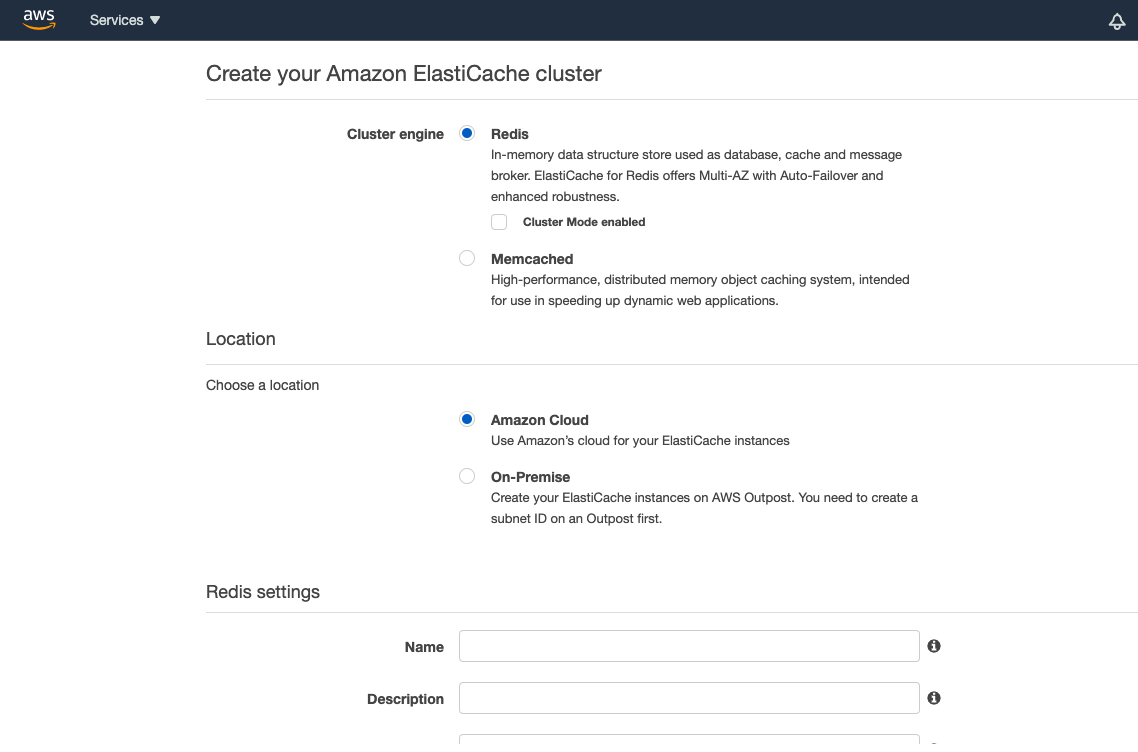 aws
Services
Create your Amazon ElastiCache cluster
Cluster engine
Redis
In-memory data structure store used as database, cache and message
broker. ElastiCache for Redis offers Multi-AZ with Auto-Failover and
enhanced robustness.
Cluster Mode enabled
Memcached
High-performance, distributed memory object caching system, intended
for use in speeding up dynamic web applications.
Location
Choose a location
Amazon Cloud
Use Amazon’s cloud for your ElastiCache instances
On-Premise
Create your ElastiCache instances on AWS Outpost. You need to create a
subnet ID on an Outpost first.
Redis settings
Name
Description